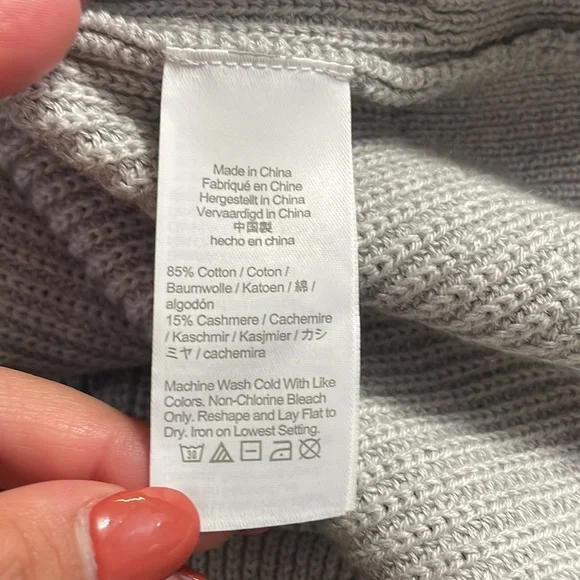 Made in China
Fabriqué en Chine
Hergestellt in China
Vervaardigd in China
中国製
hecho en china
85% Cotton / Coton /
Baumwolle / Katoen / 綿 /
algodón
15% Cashmere / Cachemire
/ Kaschmir / Kasjmier / カシ
ミヤ / cachemira
Machine Wash Cold With Like
Colors. Non-Chlorine Bleach
Only. Reshape and Lay Flat to
Dry. Iron on Lowest Setting.
30